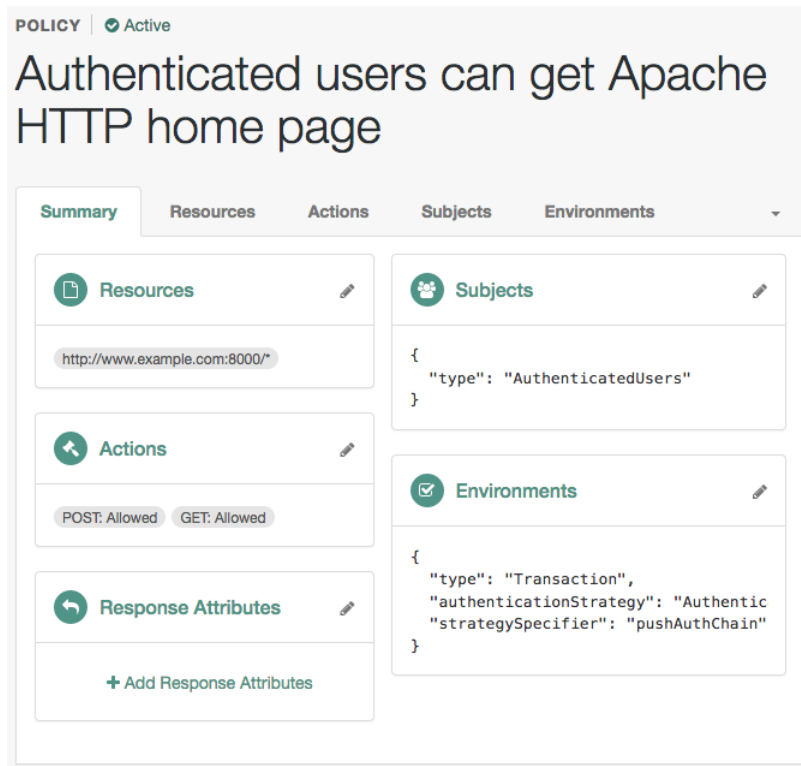 POLICY Active
Authenticated users can get Apache
HTTP home page
Summary Resources Actions Subjects Environments
Resources
http://www.example.com:8000/*
Actions
POST: Allowed GET: Allowed
Response Attributes
+ Add Response Attributes
Subjects
{
"type": "AuthenticatedUsers"
}
Environments
{
"type": "Transaction",
"authenticationStrategy": "Authentic
"strategySpecifier": "pushAuthChain"
}